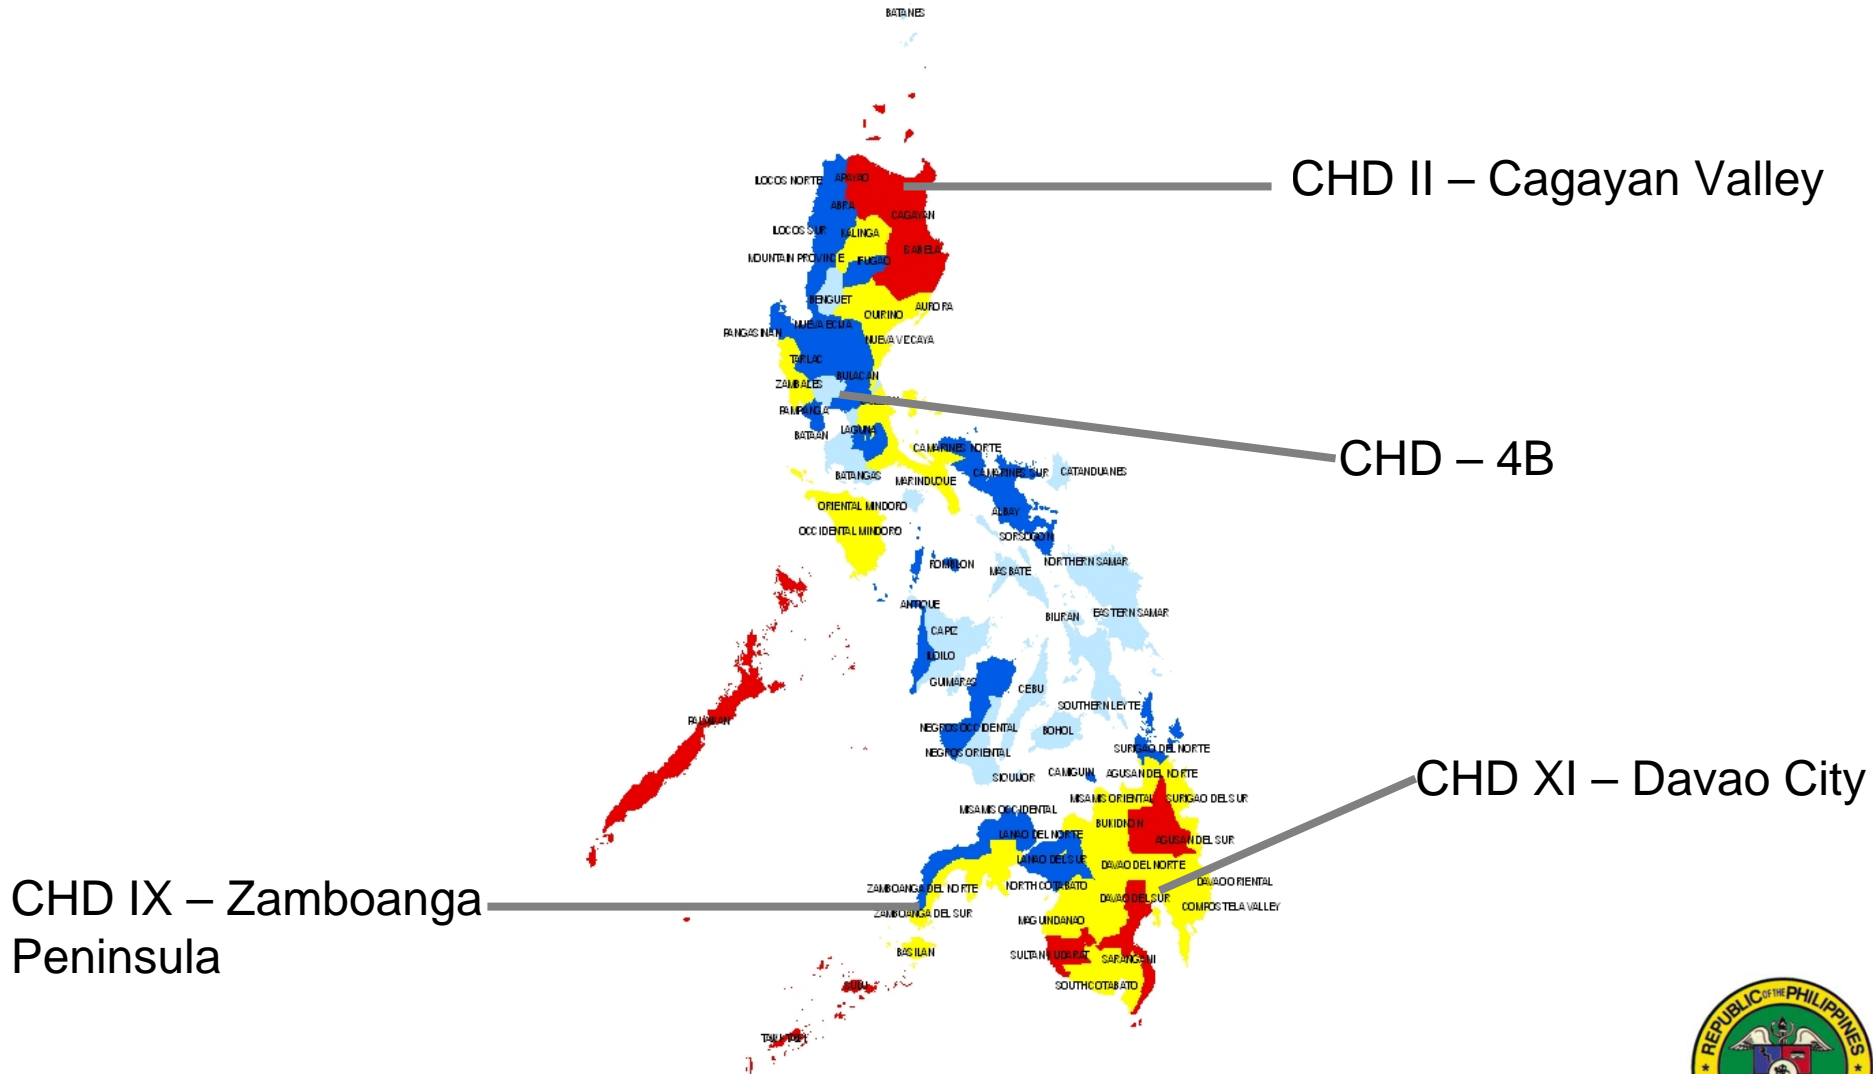 BATANES
CHD II – Cagayan Valley
ILOCOS NORTE
APAYAO
ABRA
CAGAYAN
ILOCOS SUR
KALINGA
ISABELA
MOUNTAIN PROVINCE
IFUGAO
BENGUET
AURORA
QUIRINO
NUEVA ECIJA
PANGASINAN
NUEVA VIZCAYA
TARLAC
BULACAN
ZAMBALES
PAMPANGA
BATAAN
LAGUNA
CHD – 4B
CAMARINES NORTE
CAMARINES SUR
CATANDUANES
BATANGAS
MARINDUQUE
ORIENTAL MINDORO
ALBAY
OCCIDENTAL MINDORO
SORSOGON
ROMBLON
MASBATE
NORTHERN SAMAR
ANTIQUE
BILIRAN
EASTERN SAMAR
CAPIZ
ILOILO
GUIMARAS
CEBU
SOUTHERN LEYTE
PALAWAN
NEGROS OCCIDENTAL
BOHOL
NEGROS ORIENTAL
SURIGAO DEL NORTE
SIQUIJOR
CAMIGUIN
AGUSAN DEL NORTE
CHD XI – Davao City
MISAMIS ORIENTAL
SURIGAO DEL SUR
MISAMIS OCCIDENTAL
BUKIDNON
LANAO DEL NORTE
AGUSAN DEL SUR
LANAO DEL SUR
DAVAO DEL NORTE
DAVAO ORIENTAL
NORTH COTABATO
ZAMBOANGA DEL NORTE
DAVAO DEL SUR
COMPOSTELA VALLEY
CHD IX – Zamboanga
Peninsula
ZAMBOANGA DEL SUR
MAGUINDANAO
BASILAN
SULTAN KUDARAT
SARANGANI
SOUTH COTABATO
SULU
TAWI-TAWI
REPUBLIC OF THE PHILIPPINES